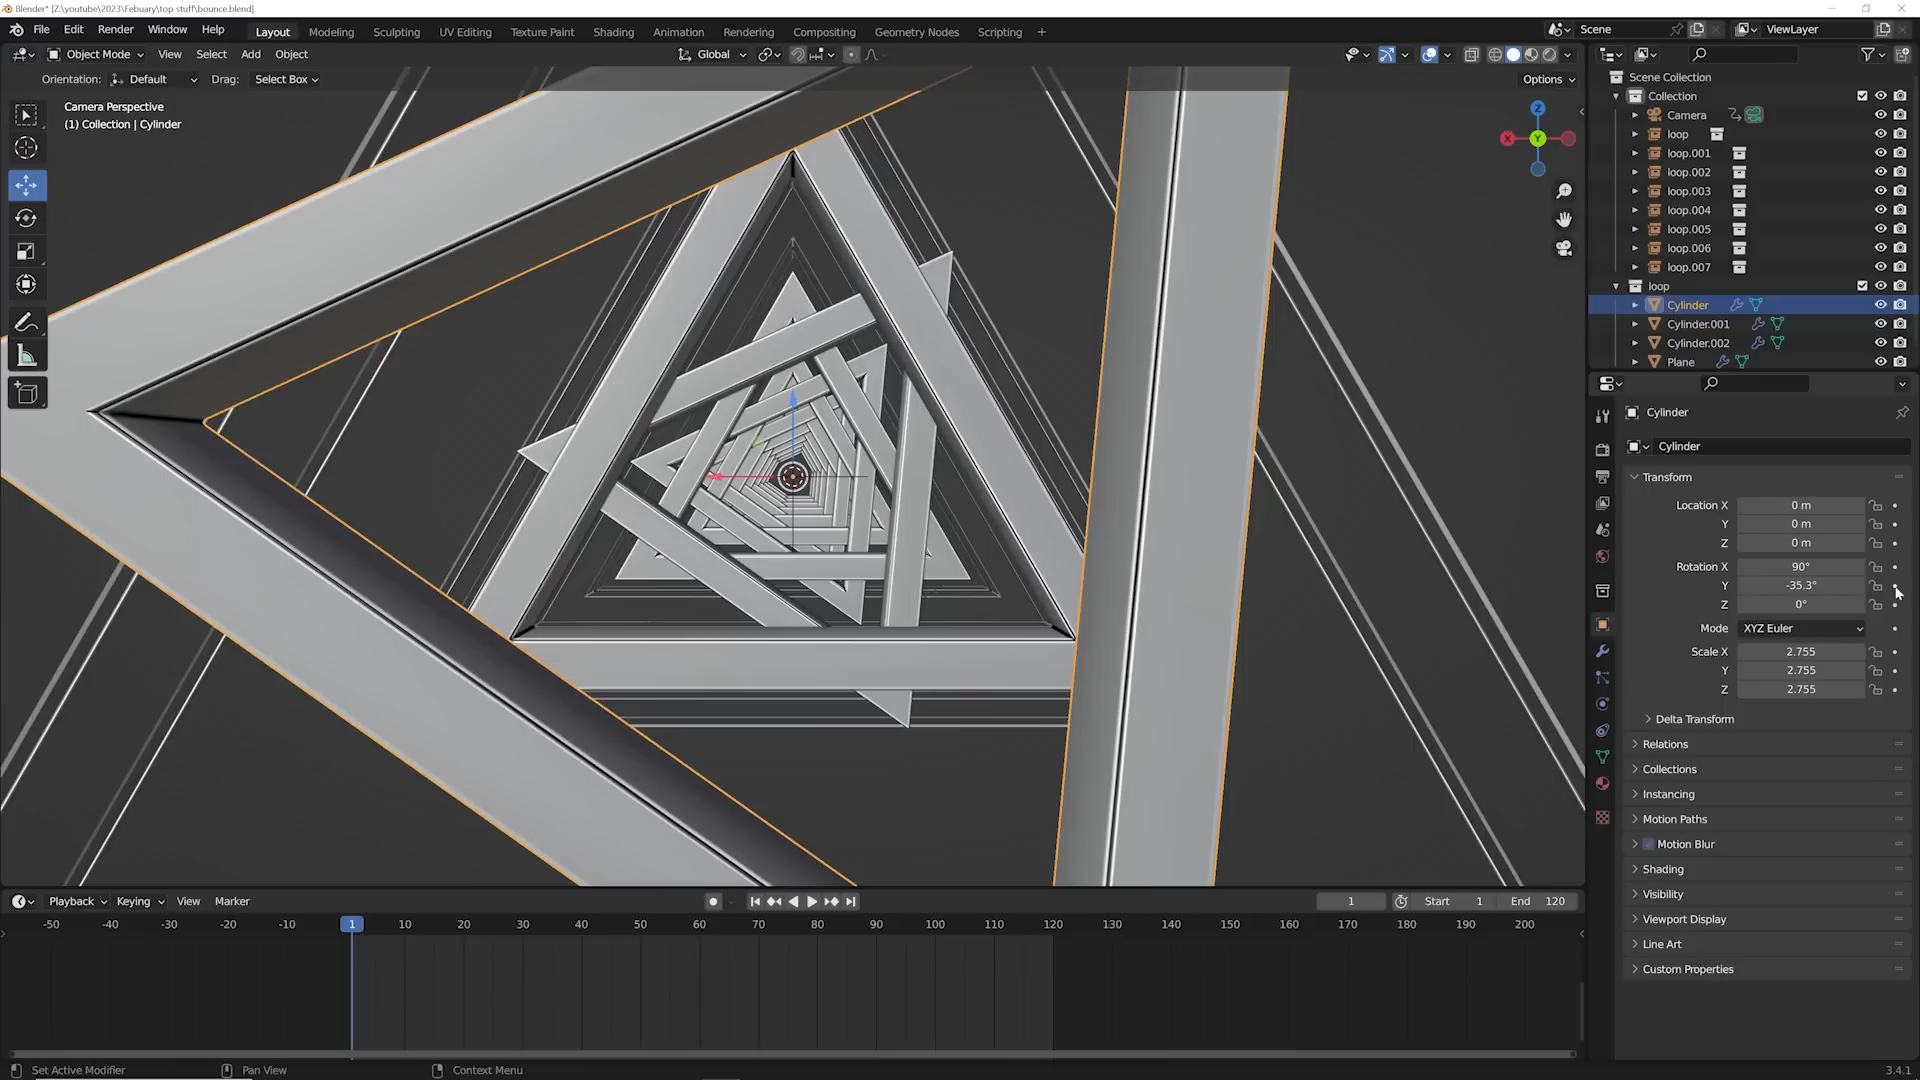 Blender* [Z:\youtube\2023\Febuary\top stuff\bounce.blend]
File Edit Render Window Help Layout Modeling Sculpting UV Editing Texture Paint Shading Animation Rendering Compositing Geometry Nodes Scripting + Scene ViewLayer
Object Mode View Select Add Object Global
Orientation: Default Drag: Select Box Options
Camera Perspective
(1) Collection | Cylinder
Z
X
Y
Scene Collection
Collection
Camera
loop
loop.001
loop.002
loop.003
loop.004
loop.005
loop.006
loop.007
loop
Cylinder
Cylinder.001
Cylinder.002
Plane
Cylinder
Cylinder
Transform
Location X 0 m
Y 0 m
Z 0 m
Rotation X 90°
Y -35.3°
Z 0°
Mode XYZ Euler
Scale X 2.755
Y 2.755
Z 2.755
Delta Transform
Relations
Collections
Instancing
Motion Paths
Motion Blur
Shading
Visibility
Viewport Display
Line Art
Custom Properties
Playback Keying View Marker 1 Start 1 End 120
-50 -40 -30 -20 -10 1 10 20 30 40 50 60 70 80 90 100 110 120 130 140 150 160 170 180 190 200
Set Active Modifier Pan View Context Menu 3.4.1